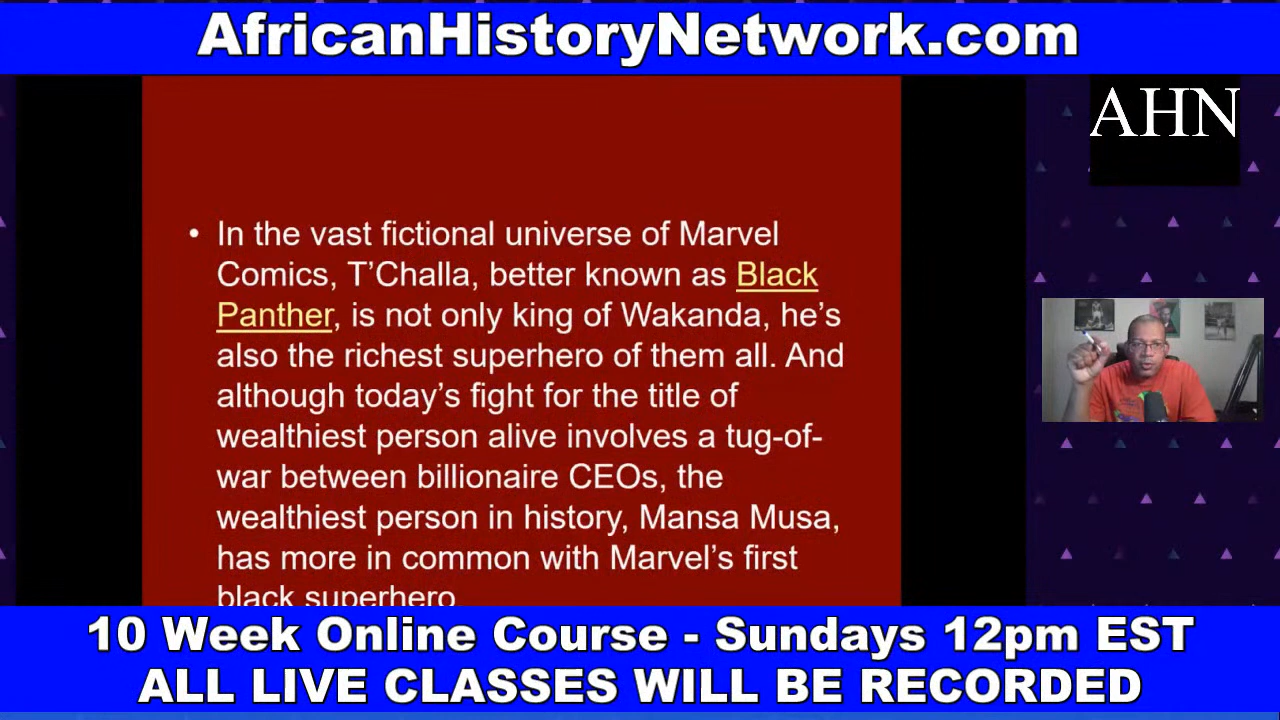 AfricanHistoryNetwork.com
AHN
• In the vast fictional universe of Marvel
Comics, T’Challa, better known as Black
Panther, is not only king of Wakanda, he’s
also the richest superhero of them all. And
although today’s fight for the title of
wealthiest person alive involves a tug-of-
war between billionaire CEOs, the
wealthiest person in history, Mansa Musa,
has more in common with Marvel’s first
black superhero
10 Week Online Course - Sundays 12pm EST
ALL LIVE CLASSES WILL BE RECORDED